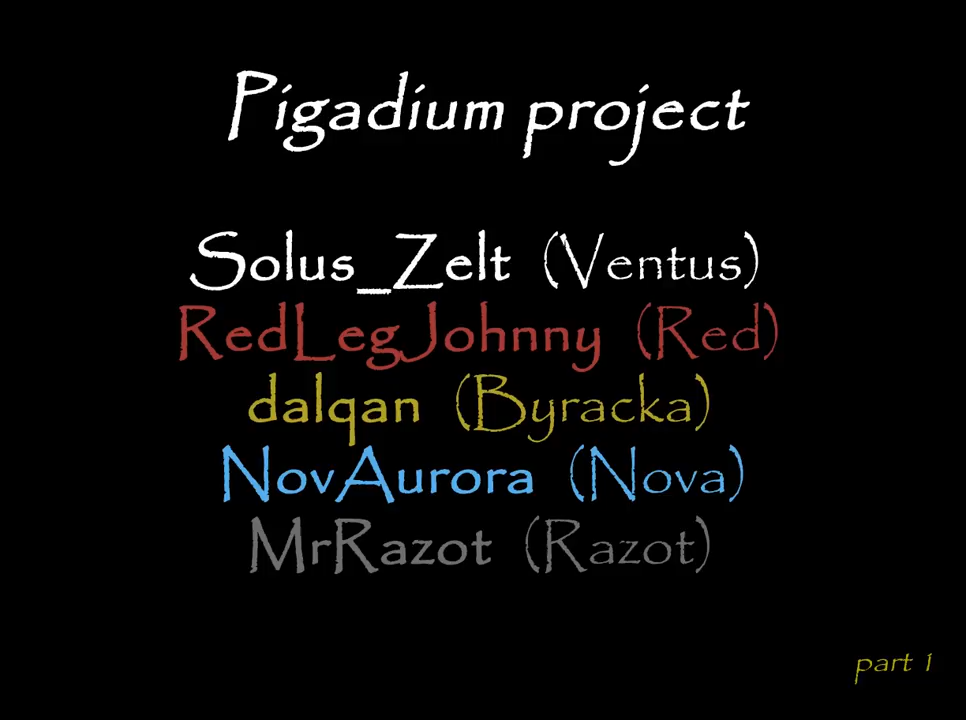 Pigadium project
Solus_Zelt (Ventus)
RedLegJohnny (Red)
dalqan (Byracka)
NovAurora (Nova)
MrRazot (Razot)
part 1